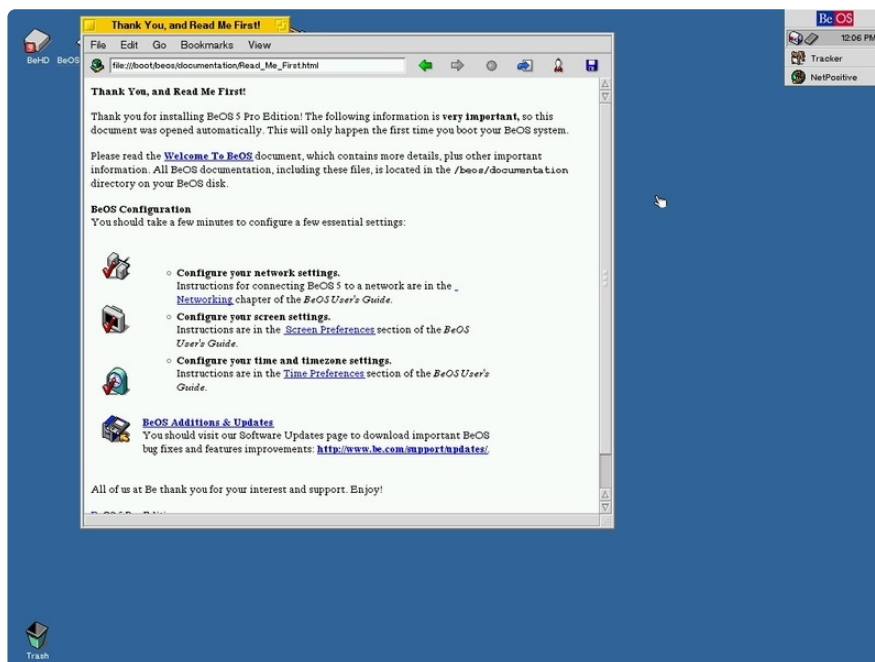 Thank You, and Read Me First!
Be OS
File Edit Go Bookmarks View
12:06 PM
BeHD BeOS
file:///boot/beos/documentation/Read_Me_First.html
Tracker
NetPositive
Thank You, and Read Me First!
Thank you for installing BeOS 5 Pro Edition! The following information is very important, so this
document was opened automatically. This will only happen the first time you boot your BeOS system.
Please read the Welcome To BeOS document, which contains more details, plus other important
information. All BeOS documentation, including these files, is located in the /beos/documentation
directory on your BeOS disk.
BeOS Configuration
You should take a few minutes to configure a few essential settings:
Configure your network settings.
Instructions for connecting BeOS 5 to a network are in the
Networking chapter of the BeOS User's Guide.
Configure your screen settings.
Instructions are in the Screen Preferences section of the BeOS
User's Guide.
Configure your time and timezone settings.
Instructions are in the Time Preferences section of the BeOS User's
Guide.
BeOS Additions & Updates
You should visit our Software Updates page to download important BeOS
bug fixes and features improvements: http://www.be.com/support/updates/.
All of us at Be thank you for your interest and support. Enjoy!
Trash